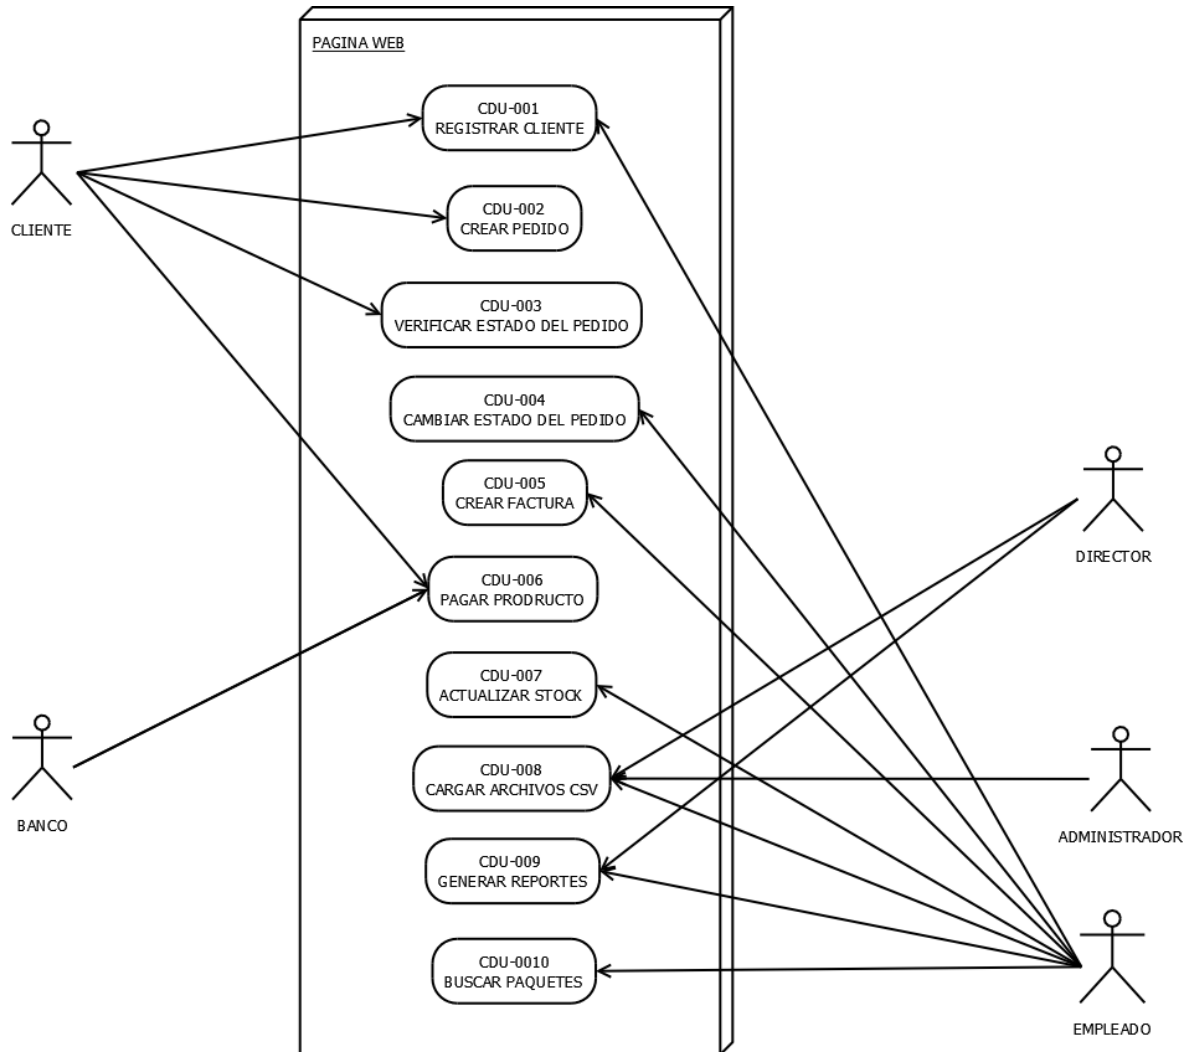 PAGINA WEB
CDU-001
REGISTRAR CLIENTE
CLIENTE
CDU-002
CREAR PEDIDO
CDU-003
VERIFICAR ESTADO DEL PEDIDO
CDU-004
CAMBIAR ESTADO DEL PEDIDO
CDU-005
CREAR FACTURA
DIRECTOR
CDU-006
PAGAR PRODRUCTO
CDU-007
ACTUALIZAR STOCK
CDU-008
CARGAR ARCHIVOS CSV
BANCO
ADMINISTRADOR
CDU-009
GENERAR REPORTES
CDU-0010
BUSCAR PAQUETES
EMPLEADO